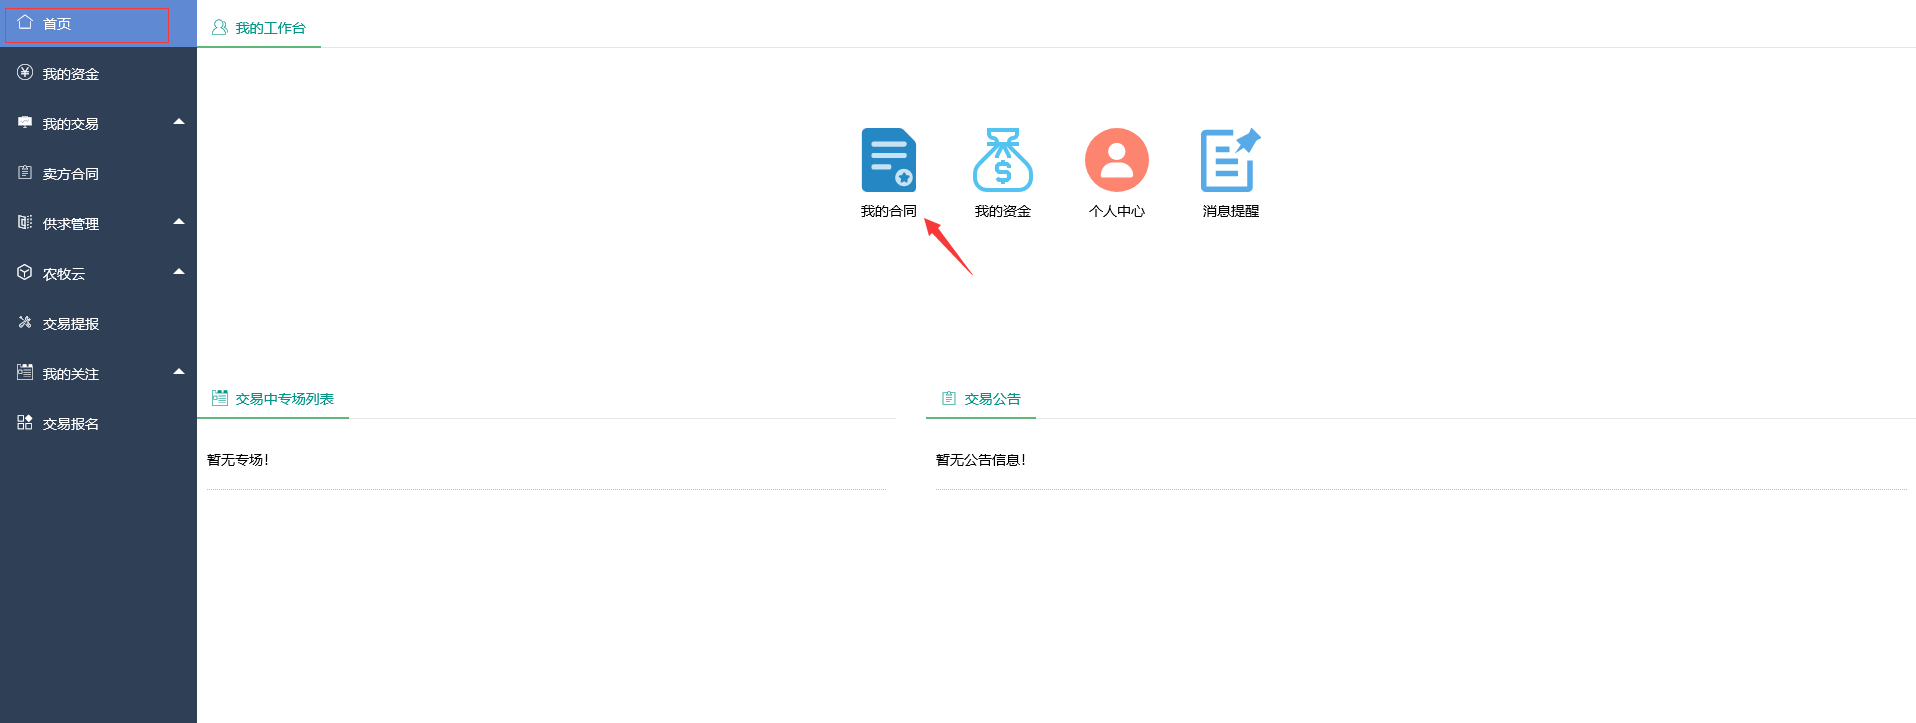 首页
我的资金
我的交易
卖方合同
供求管理
农牧云
交易提报
我的关注
交易报名
我的工作台
我的合同
我的资金
个人中心
消息提醒
交易中专场列表
暂无专场!
交易公告
暂无公告信息!